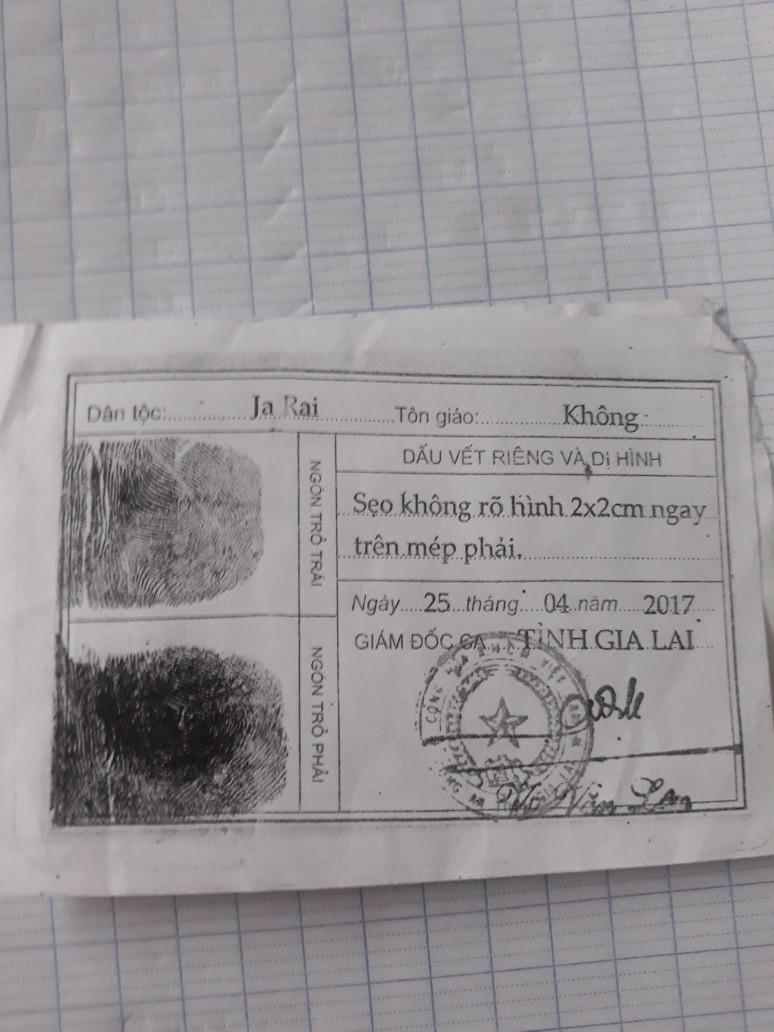 Dân tộc: Ja Rai Tôn giáo: Không
NGÓN TRỎ TRÁI
NGÓN TRỎ PHẢI
DẤU VẾT RIÊNG VÀ DỊ HÌNH
Sẹo không rõ hình 2x2cm ngay
trên mép phải.
Ngày 25 tháng 04 năm 2017
GIÁM ĐỐC CA TỈNH GIA LAI
Văn Lan